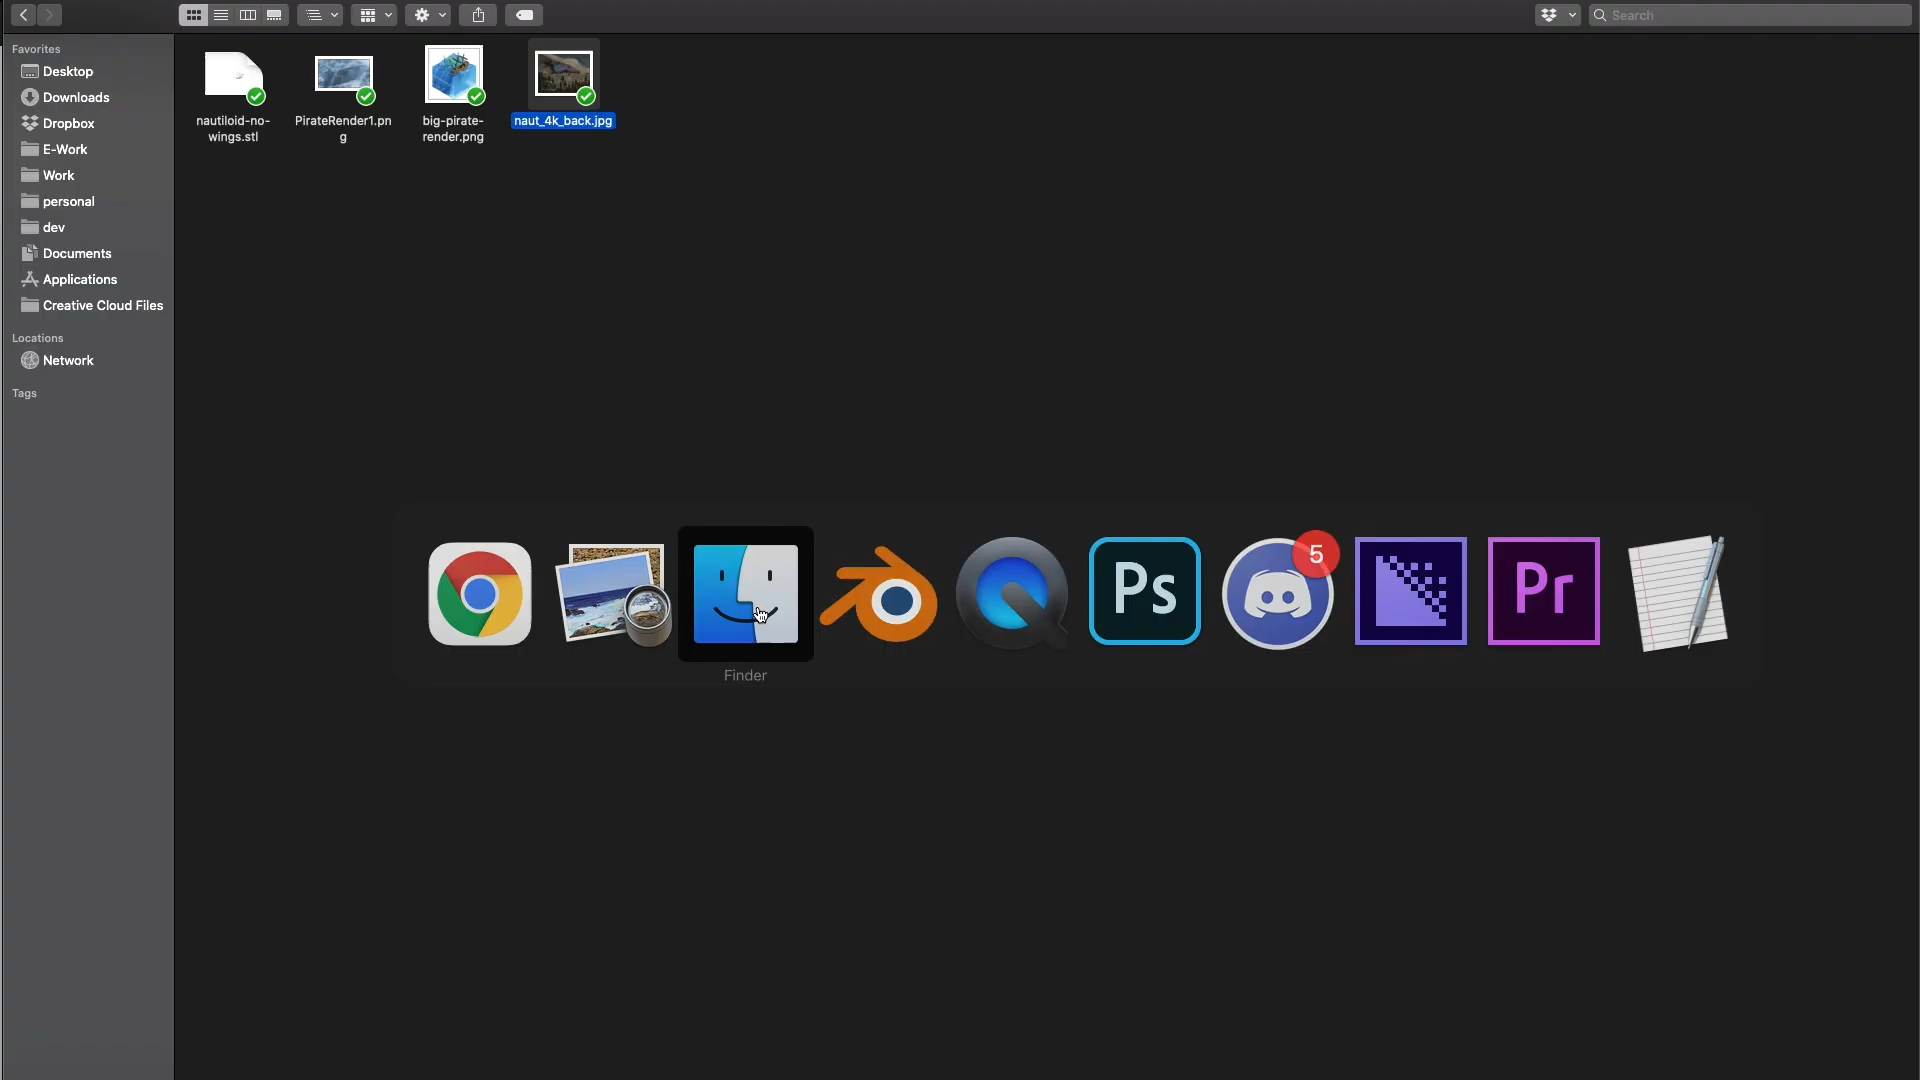 Search
Favorites
Desktop
Downloads
Dropbox
E-Work
Work
personal
dev
Documents
Applications
Creative Cloud Files
Locations
Network
Tags
nautiloid-no-
wings.stl
PirateRender1.pn
g
big-pirate-
render.png
naut_4k_back.jpg
Ps
5
Pr
Finder